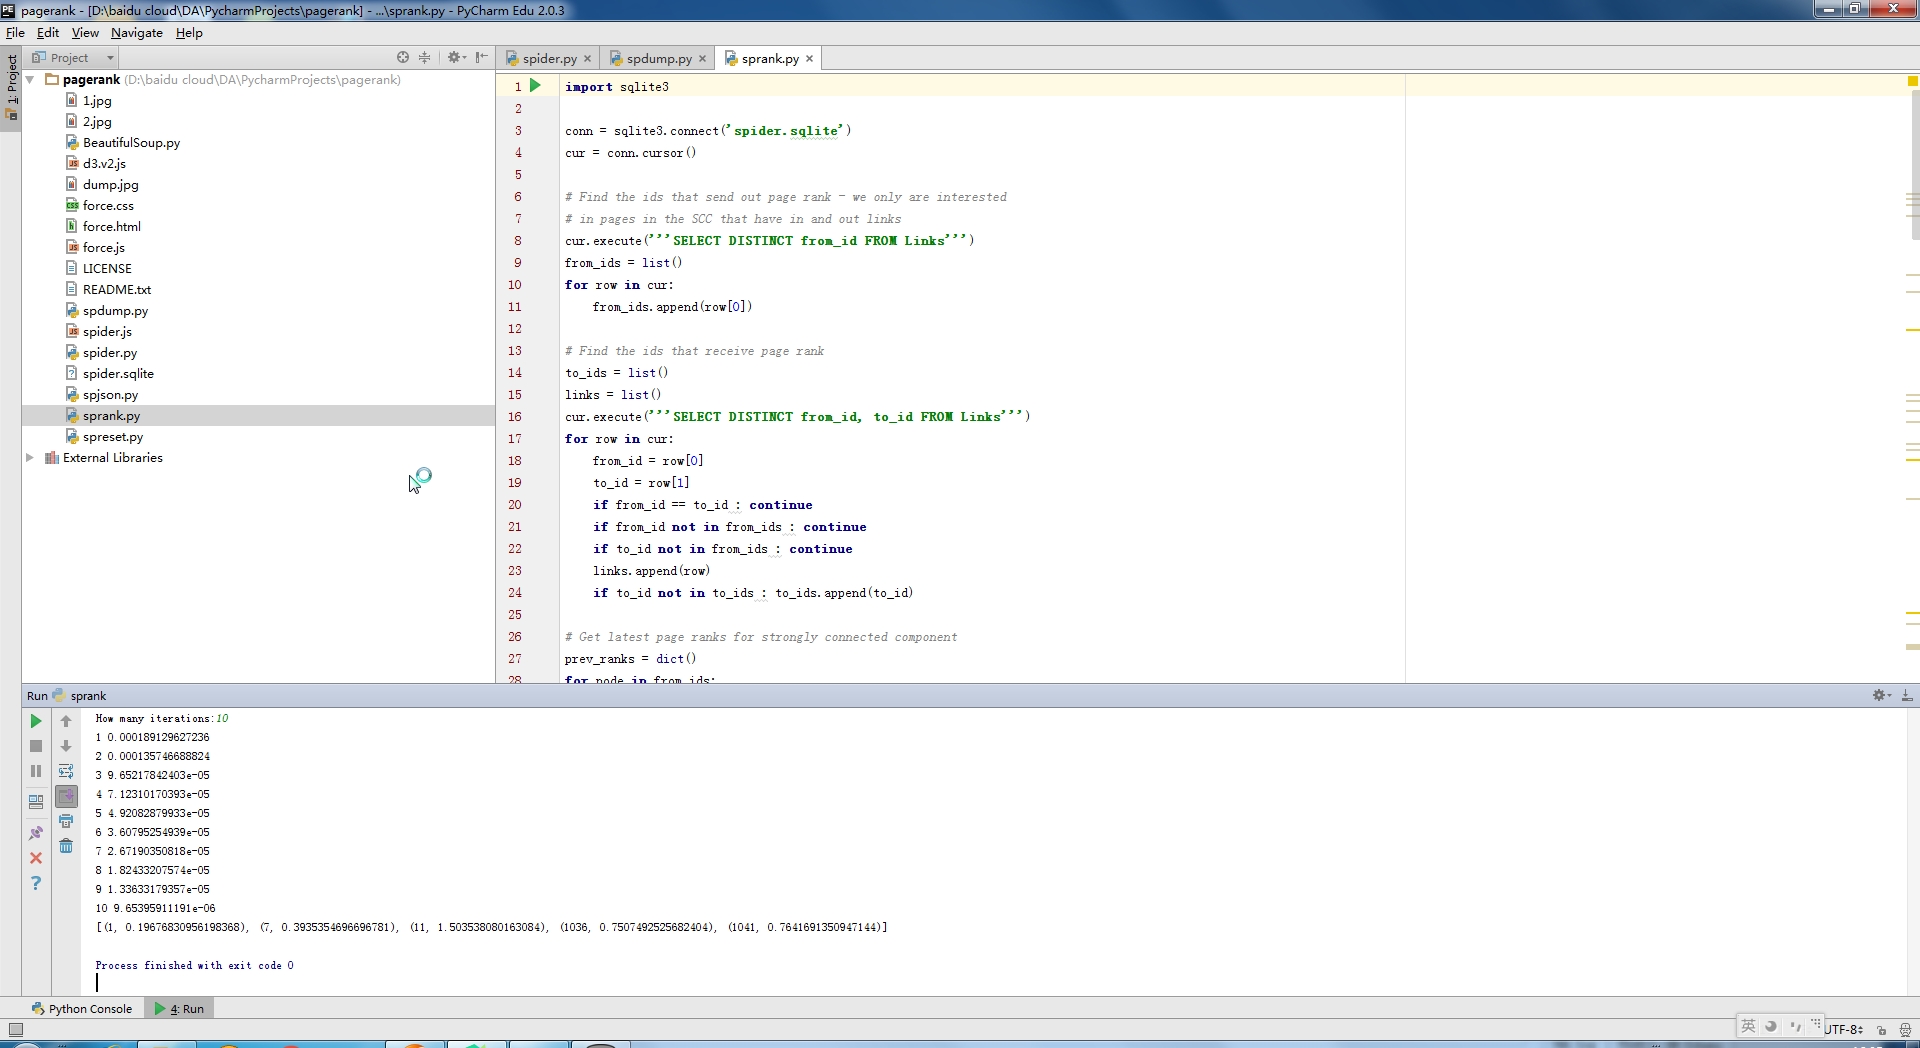 pagerank - [D:\baidu cloud\DA\PycharmProjects\pagerank] - ...\sprank.py - PyCharm Edu 2.0.3
File Edit View Navigate Help
1: Project
Project
spider.py
spdump.py
sprank.py
pagerank (D:\baidu cloud\DA\PycharmProjects\pagerank)
1.jpg
2.jpg
BeautifulSoup.py
d3.v2.js
dump.jpg
force.css
force.html
force.js
LICENSE
README.txt
spdump.py
spider.js
spider.py
spider.sqlite
spjson.py
sprank.py
spreset.py
External Libraries
1 import sqlite3
2
3 conn = sqlite3.connect('spider.sqlite')
4 cur = conn.cursor()
5
6 # Find the ids that send out page rank - we only are interested
7 # in pages in the SCC that have in and out links
8 cur.execute('''SELECT DISTINCT from_id FROM Links''')
9 from_ids = list()
10 for row in cur:
11 from_ids.append(row[0])
12
13 # Find the ids that receive page rank
14 to_ids = list()
15 links = list()
16 cur.execute('''SELECT DISTINCT from_id, to_id FROM Links''')
17 for row in cur:
18 from_id = row[0]
19 to_id = row[1]
20 if from_id == to_id : continue
21 if from_id not in from_ids : continue
22 if to_id not in from_ids : continue
23 links.append(row)
24 if to_id not in to_ids : to_ids.append(to_id)
25
26 # Get latest page ranks for strongly connected component
27 prev_ranks = dict()
28 for node in from_ids:
Run sprank
How many iterations:10
1 0.000189129627236
2 0.000135746688824
3 9.65217842403e-05
4 7.12310170393e-05
5 4.92082879933e-05
6 3.60795254939e-05
7 2.67190350818e-05
8 1.82433207574e-05
9 1.33633179357e-05
10 9.65395911191e-06
[(1, 0.19676830956198368), (7, 0.3935354696696781), (11, 1.503538080163084), (1036, 0.7507492525682404), (1041, 0.7641691350947144)]
Process finished with exit code 0
Python Console
4: Run
英
UTF-8